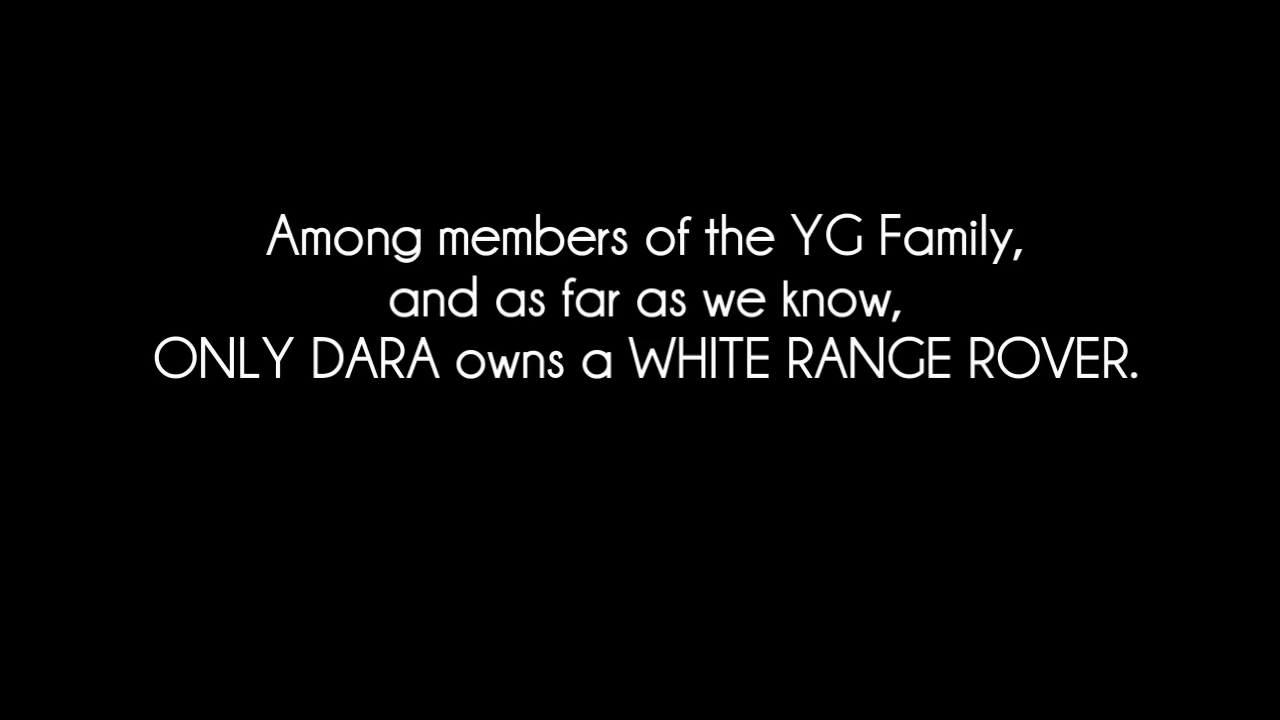 Among members of the YG Family,
and as far as we know,
ONLY DARA owns a WHITE RANGE ROVER.